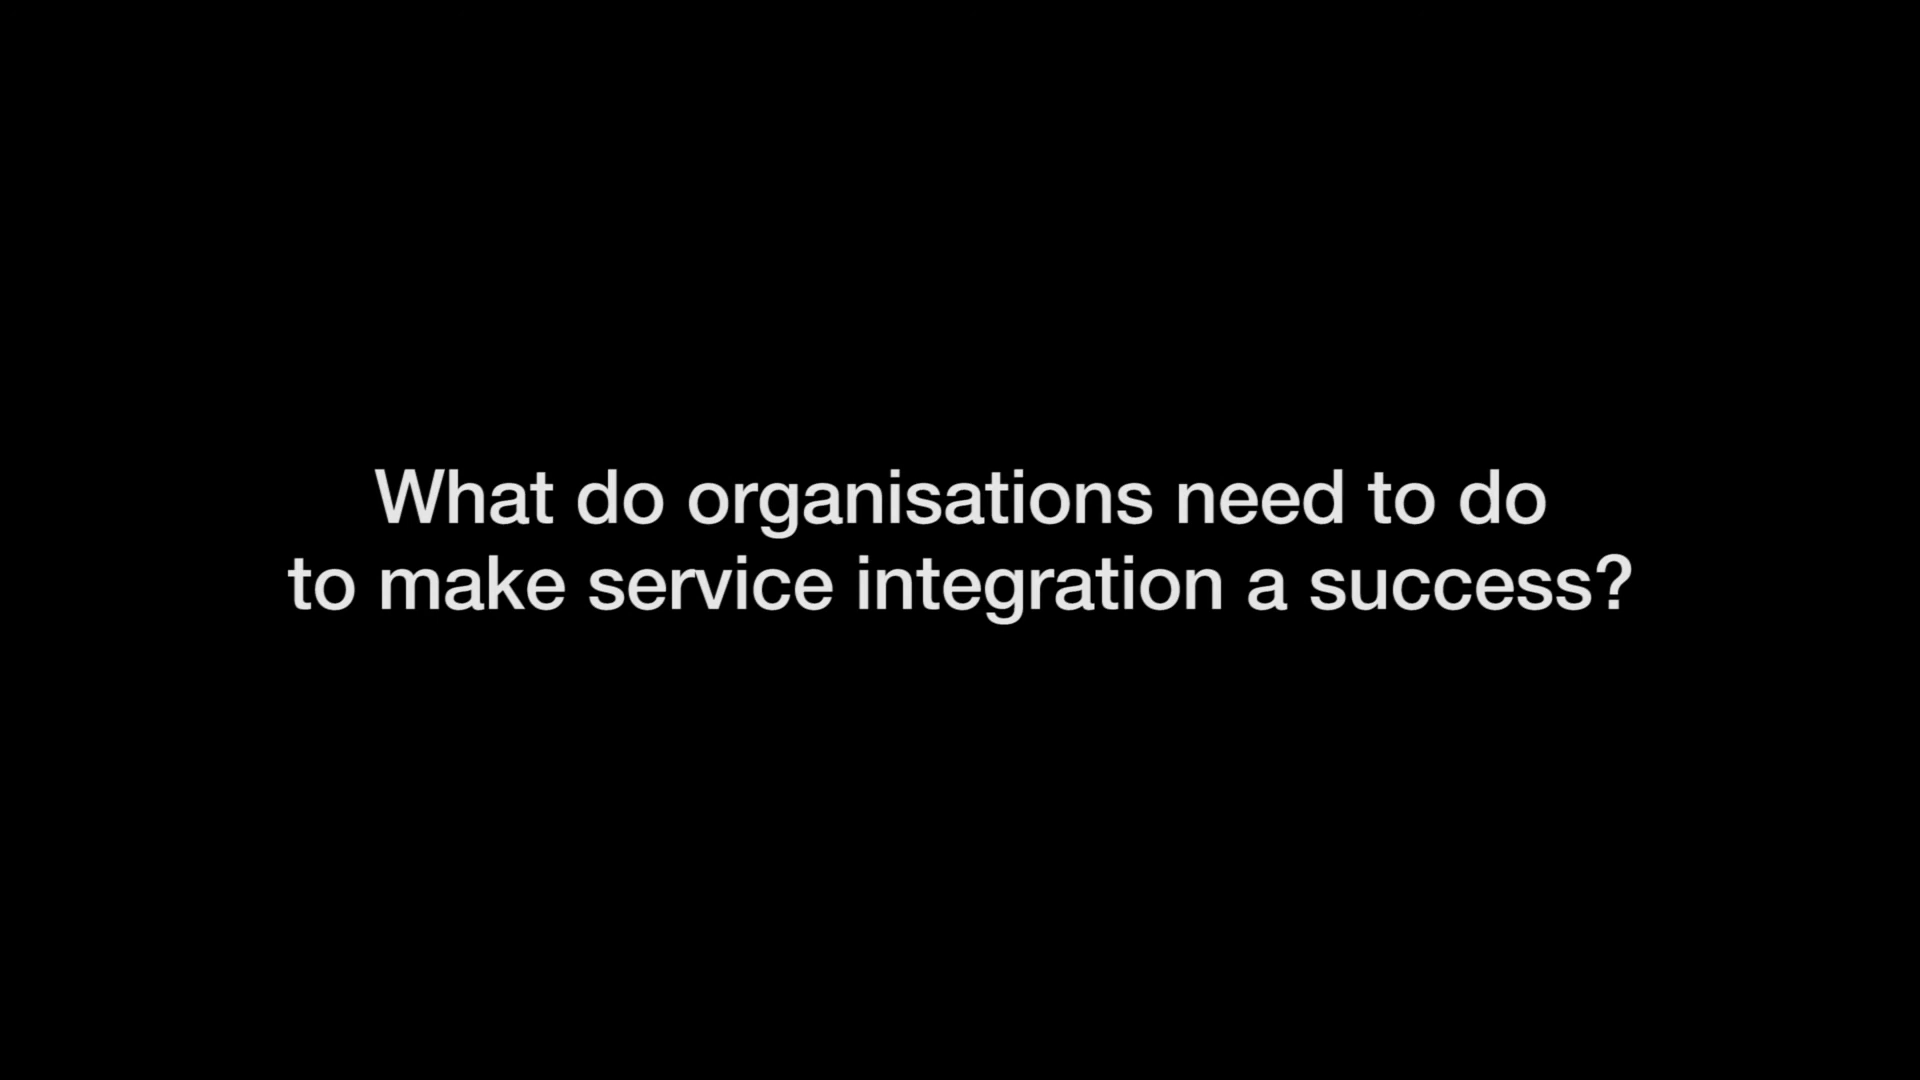 What do organisations need to do
to make service integration a success?